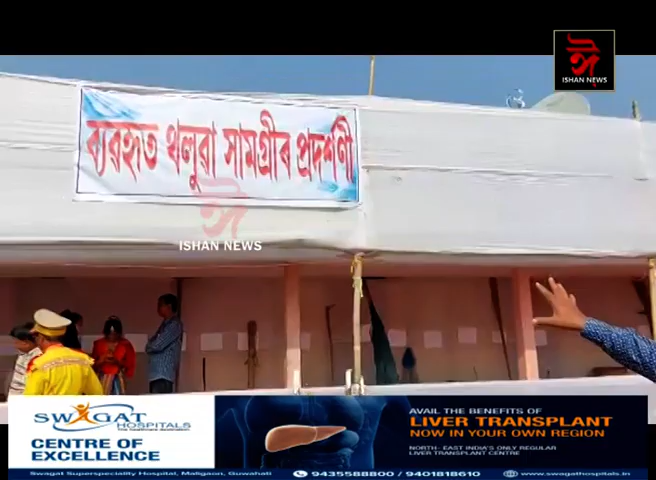 ঈ
ISHAN NEWS
ব্যৱহৃত থলুৱা সামগ্ৰীৰ প্ৰদৰ্শণী
ঈ
ISHAN NEWS
SWAGAT
HOSPITALS
CENTRE OF
EXCELLENCE
AVAIL THE BENEFITS OF
LIVER TRANSPLANT
NOW IN YOUR OWN REGION
NORTH - EAST INDIA'S ONLY REGULAR
LIVER TRANSPLANT CENTRE
Swagat Superspeciality Hospital, Maligaon, Guwahati 9435588800 / 9401818610 www.swagathospitals.in